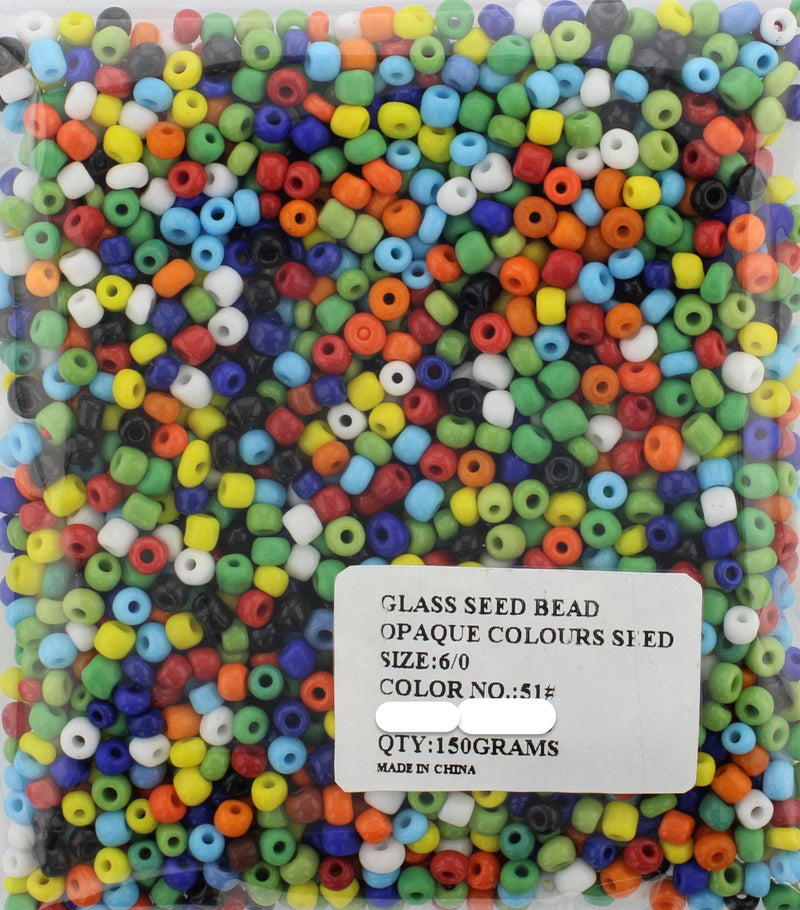 GLASS SEED BEAD
OPAQUE COLOURS SEED
SIZE:6/0
COLOR NO.:51#
QTY:150GRAMS
MADE IN CHINA